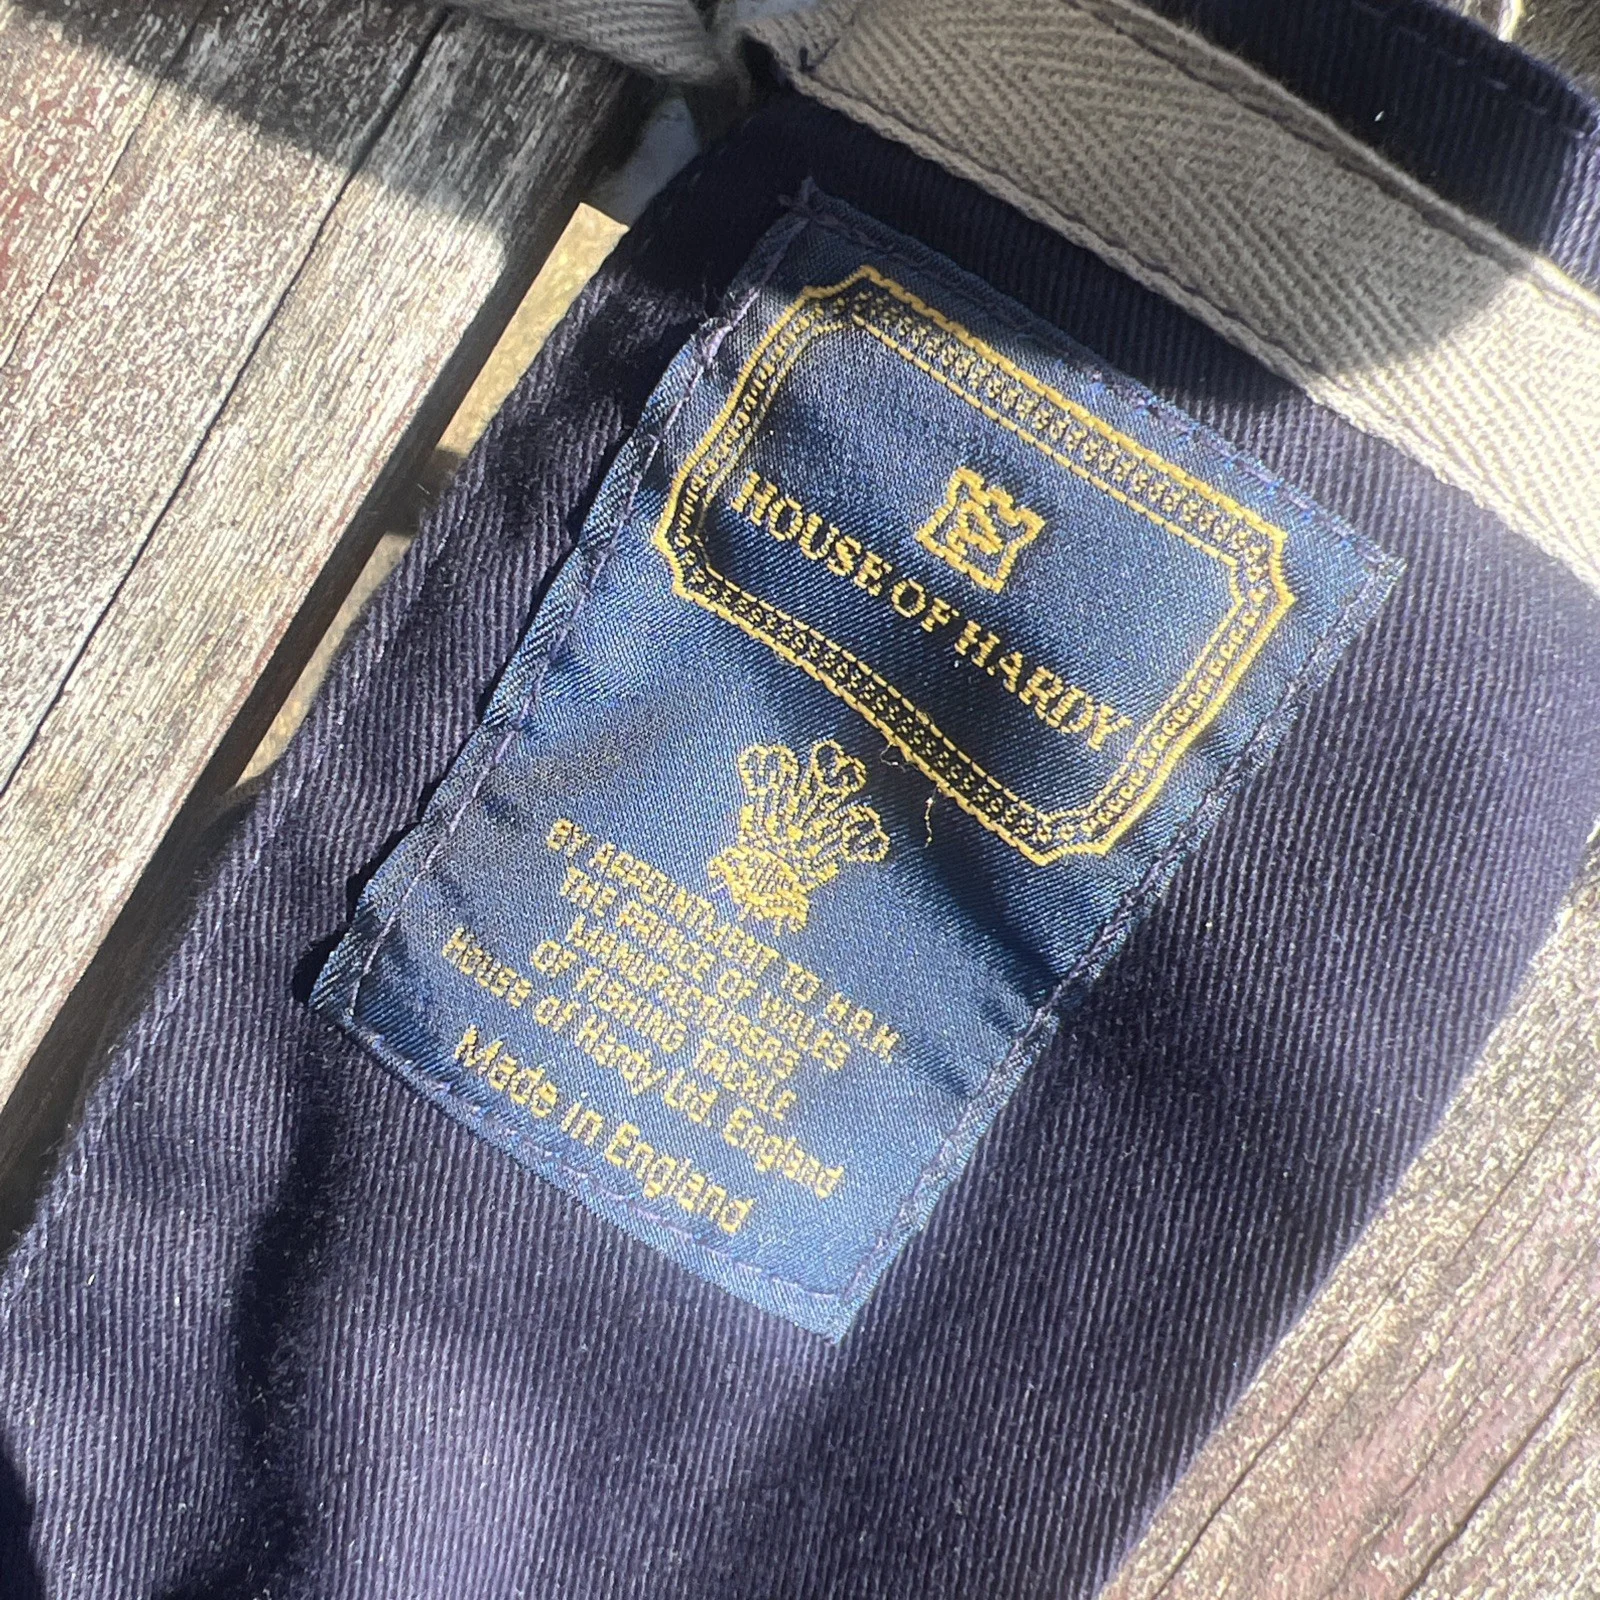 HOUSE OF HARDY
BY APPOINTMENT TO H.R.H.
THE PRINCE OF WALES
MANUFACTURERS
OF FISHING TACKLE
HOUSE OF Hardy Ltd. England
Made in England